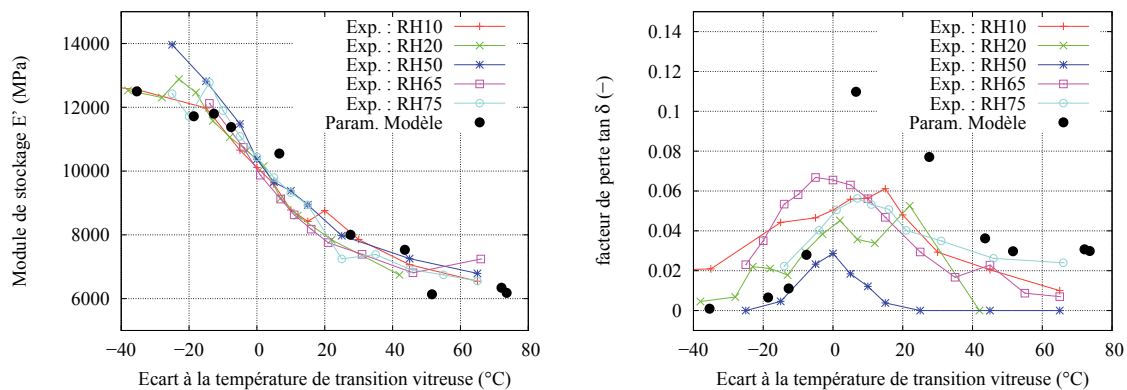 14000
12000
10000
8000
6000
−40
−20
0
20
40
60
80
Module de stockage E' (MPa)
Ecart à la température de transition vitreuse (°C)
Exp. : RH10
Exp. : RH20
Exp. : RH50
Exp. : RH65
Exp. : RH75
Param. Modèle
0.14
0.12
0.1
0.08
0.06
0.04
0.02
0
−40
−20
0
20
40
60
80
facteur de perte tan δ (−)
Ecart à la température de transition vitreuse (°C)
Exp. : RH10
Exp. : RH20
Exp. : RH50
Exp. : RH65
Exp. : RH75
Param. Modèle